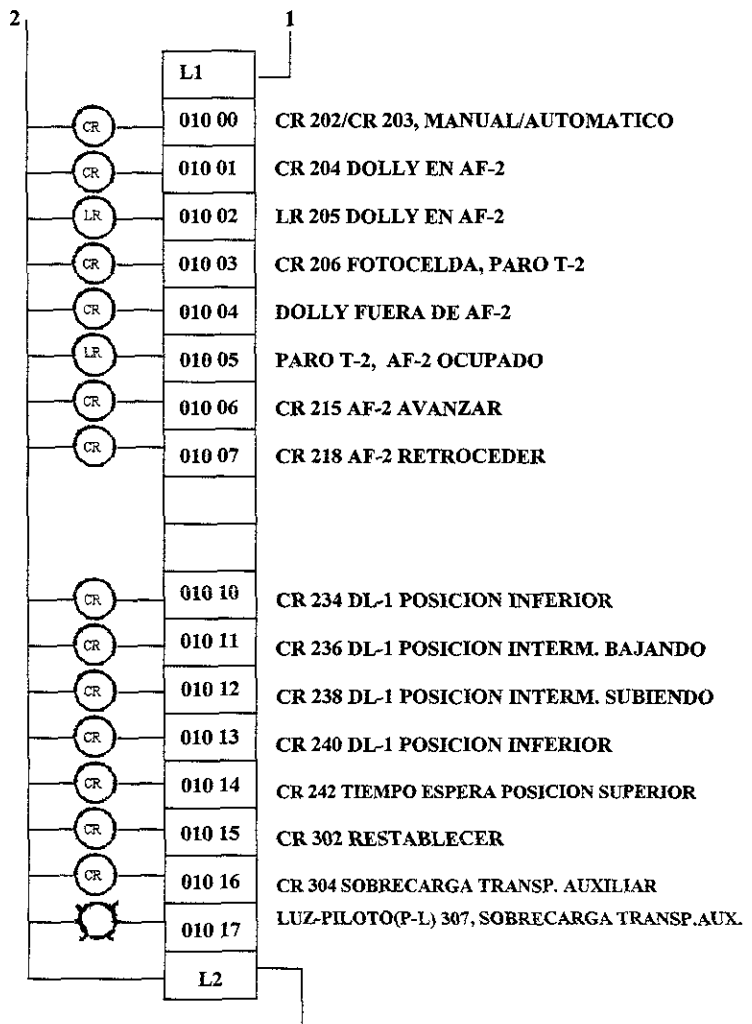 2 1
L1
CR 010 00 CR 202/CR 203, MANUAL/AUTOMATICO
CR 010 01 CR 204 DOLLY EN AF-2
LR 010 02 LR 205 DOLLY EN AF-2
CR 010 03 CR 206 FOTOCELDA, PARO T-2
CR 010 04 DOLLY FUERA DE AF-2
LR 010 05 PARO T-2, AF-2 OCUPADO
CR 010 06 CR 215 AF-2 AVANZAR
CR 010 07 CR 218 AF-2 RETROCEDER
CR 010 10 CR 234 DL-1 POSICION INFERIOR
CR 010 11 CR 236 DL-1 POSICION INTERM. BAJANDO
CR 010 12 CR 238 DL-1 POSICION INTERM. SUBIENDO
CR 010 13 CR 240 DL-1 POSICION INFERIOR
CR 010 14 CR 242 TIEMPO ESPERA POSICION SUPERIOR
CR 010 15 CR 302 RESTABLECER
CR 010 16 CR 304 SOBRECARGA TRANSP. AUXILIAR
010 17 LUZ-PILOTO(P-L) 307, SOBRECARGA TRANSP.AUX.
L2